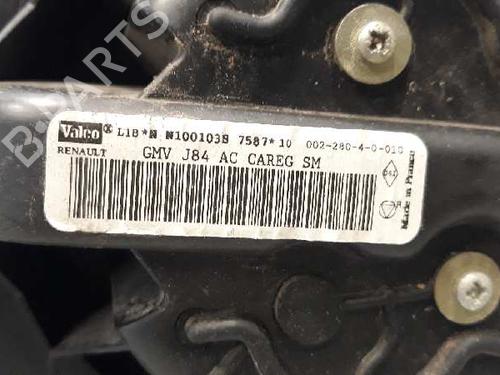 B-PARTS
Valeo® L18*N N100103S 7587*10 002-280-4-0-010
RENAULT GMV J84 AC CAREG SM
Made in France